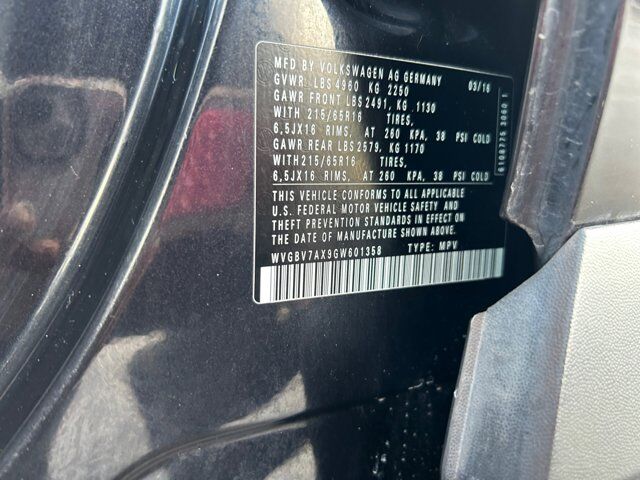 MFD BY VOLKSWAGEN AG GERMANY 03/16
GVWR: LBS 4960 KG 2250
GAWR FRONT LBS 2491, KG 1130
WITH 215/65R16 TIRES,
6,5JX16 RIMS, AT 260 KPA, 38 PSI COLD
GAWR REAR LBS 2579, KG 1170
WITH 215/65R16 TIRES,
6,5JX16 RIMS, AT 260 KPA, 38 PSI COLD
THIS VEHICLE CONFORMS TO ALL APPLICABLE
U.S. FEDERAL MOTOR VEHICLE SAFETY AND
THEFT PREVENTION STANDARDS IN EFFECT ON
THE DATE OF MANUFACTURE SHOWN ABOVE.
WVGBV7AX9GW601358 TYPE: MPV
6108775 3060 1